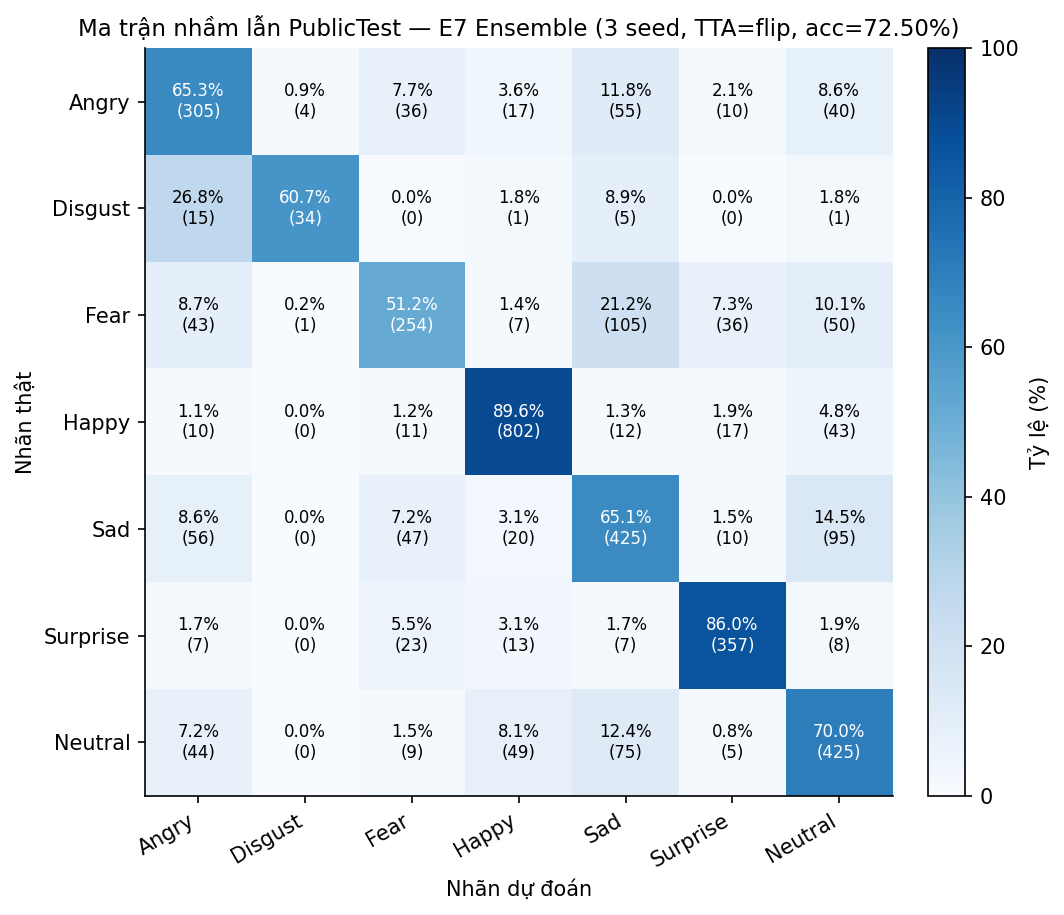 Ma trận nhầm lẫn PublicTest — E7 Ensemble (3 seed, TTA=flip, acc=72.50%)
Nhãn thật
Angry
65.3% 0.9% 7.7% 3.6% 11.8% 2.1% 8.6%
(305) (4) (36) (17) (55) (10) (40)
Disgust
26.8% 60.7% 0.0% 1.8% 8.9% 0.0% 1.8%
(15) (34) (0) (1) (5) (0) (1)
Fear
8.7% 0.2% 51.2% 1.4% 21.2% 7.3% 10.1%
(43) (1) (254) (7) (105) (36) (50)
Happy
1.1% 0.0% 1.2% 89.6% 1.3% 1.9% 4.8%
(10) (0) (11) (802) (12) (17) (43)
Sad
8.6% 0.0% 7.2% 3.1% 65.1% 1.5% 14.5%
(56) (0) (47) (20) (425) (10) (95)
Surprise
1.7% 0.0% 5.5% 3.1% 1.7% 86.0% 1.9%
(7) (0) (23) (13) (7) (357) (8)
Neutral
7.2% 0.0% 1.5% 8.1% 12.4% 0.8% 70.0%
(44) (0) (9) (49) (75) (5) (425)
Angry Disgust Fear Happy Sad Surprise Neutral
Nhãn dự đoán
100
80
60
40
20
0
Tỷ lệ (%)